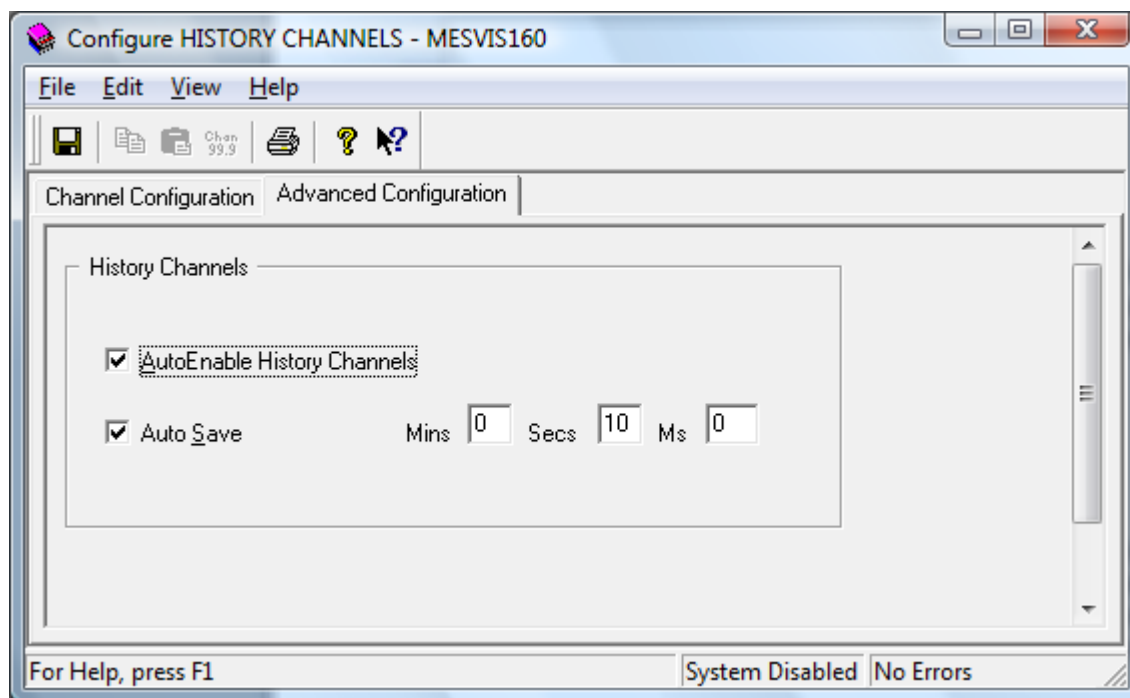 Configure HISTORY CHANNELS - MESVIS160
File Edit View Help
Chan
99.9
Channel Configuration Advanced Configuration
History Channels
AutoEnable History Channels
Auto Save Mins 0 Secs 10 Ms 0
For Help, press F1 System Disabled No Errors